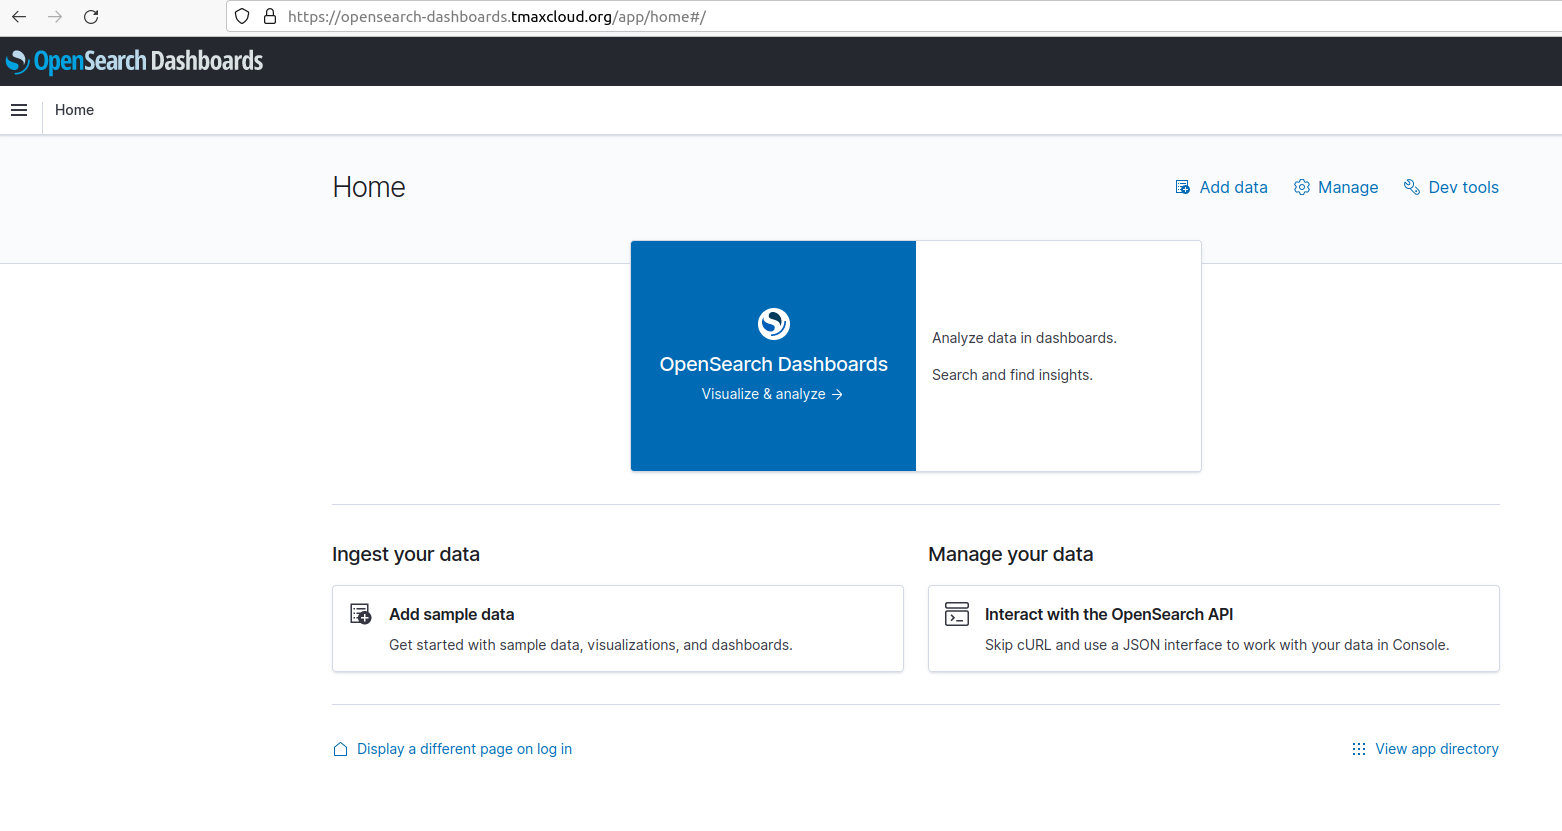 https://opensearch-dashboards.tmaxcloud.org/app/home#/
OpenSearch Dashboards
Home
Home
Add data
Manage
Dev tools
OpenSearch Dashboards
Visualize & analyze →
Analyze data in dashboards.
Search and find insights.
Ingest your data
Add sample data
Get started with sample data, visualizations, and dashboards.
Manage your data
Interact with the OpenSearch API
Skip cURL and use a JSON interface to work with your data in Console.
Display a different page on log in
View app directory